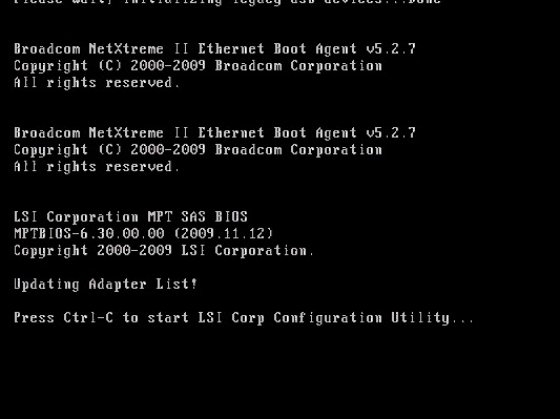 Please wait, initializing legacy usb devices...Done
Broadcom NetXtreme II Ethernet Boot Agent v5.2.7
Copyright (C) 2000-2009 Broadcom Corporation
All rights reserved.
Broadcom NetXtreme II Ethernet Boot Agent v5.2.7
Copyright (C) 2000-2009 Broadcom Corporation
All rights reserved.
LSI Corporation MPT SAS BIOS
MPTBIOS-6.30.00.00 (2009.11.12)
Copyright 2000-2009 LSI Corporation.
Updating Adapter List!
Press Ctrl-C to start LSI Corp Configuration Utility...